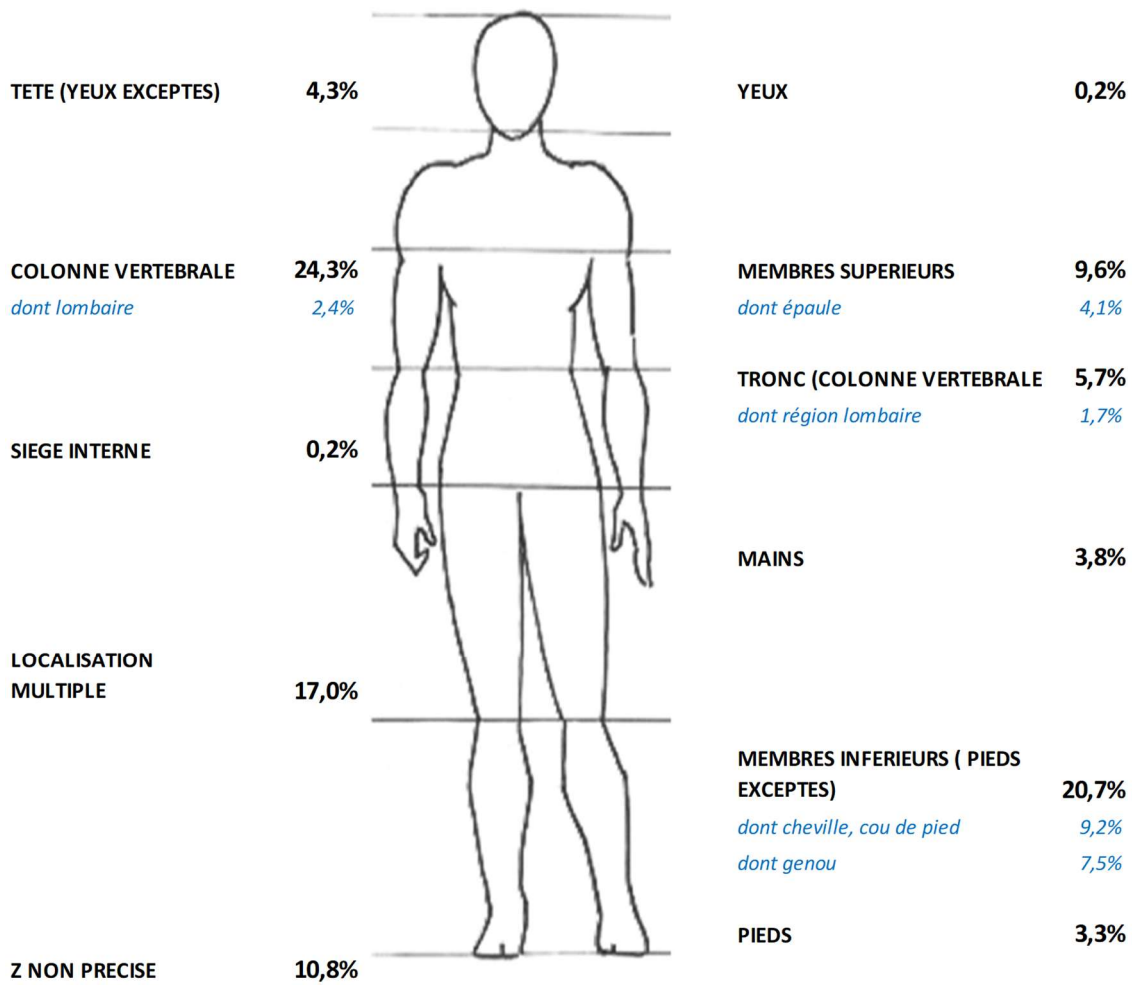 TETE (YEUX EXCEPTES) 4,3%
COLONNE VERTEBRALE 24,3%
dont lombaire 2,4%
SIEGE INTERNE 0,2%
LOCALISATION
MULTIPLE 17,0%
Z NON PRECISE 10,8%
YEUX 0,2%
MEMBRES SUPERIEURS 9,6%
dont épaule 4,1%
TRONC (COLONNE VERTEBRALE 5,7%
dont région lombaire 1,7%
MAINS 3,8%
MEMBRES INFERIEURS ( PIEDS
EXCEPTES) 20,7%
dont cheville, cou de pied 9,2%
dont genou 7,5%
PIEDS 3,3%